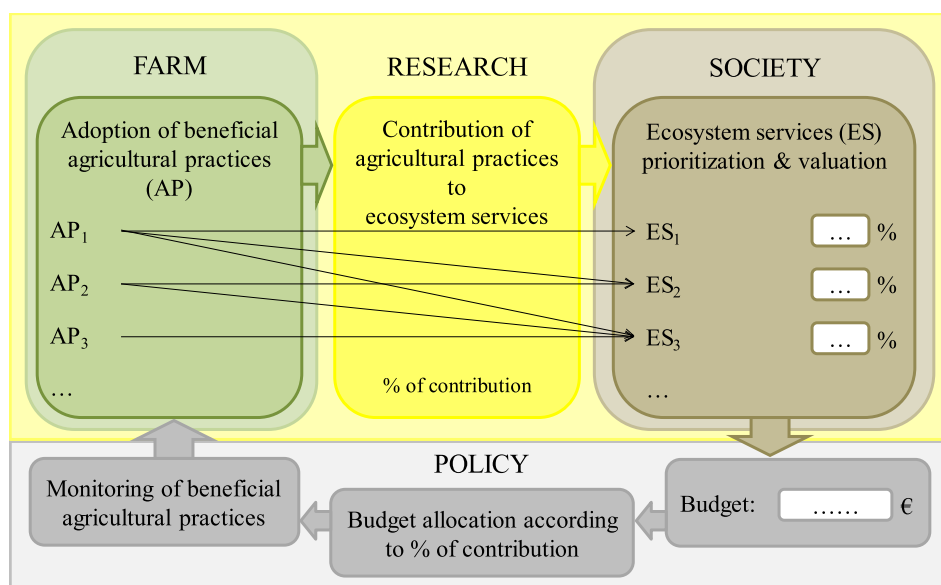 FARM
Adoption of beneficial
agricultural practices
(AP)
AP₁
AP₂
AP₃
...
RESEARCH
Contribution of
agricultural practices
to
ecosystem services
% of contribution
SOCIETY
Ecosystem services (ES)
prioritization & valuation
ES₁ ... %
ES₂ ... %
ES₃ ... %
...
POLICY
Budget: ...... €
Budget allocation according
to % of contribution
Monitoring of beneficial
agricultural practices